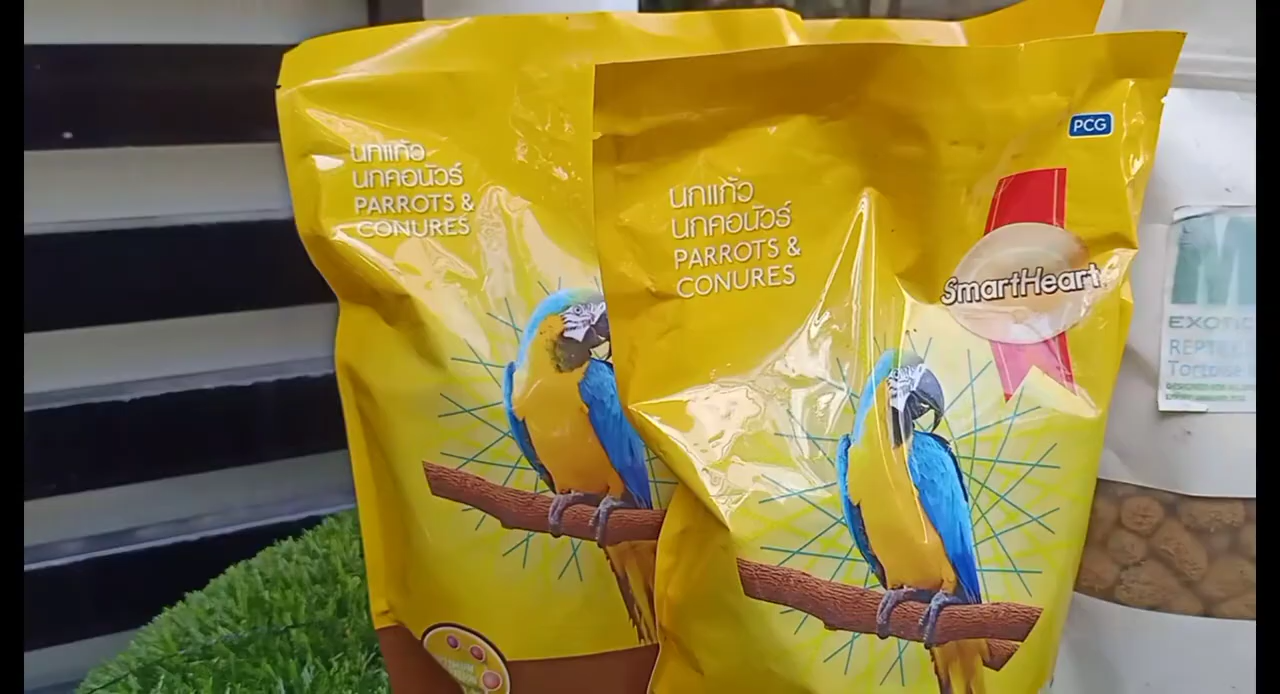 นกแก้ว
นกคอนัวร์
PARROTS &
CONURES
PCG
นกแก้ว
นกคอนัวร์
PARROTS &
CONURES
SmartHeart
EXOTIC
REPTILE
Tortoise